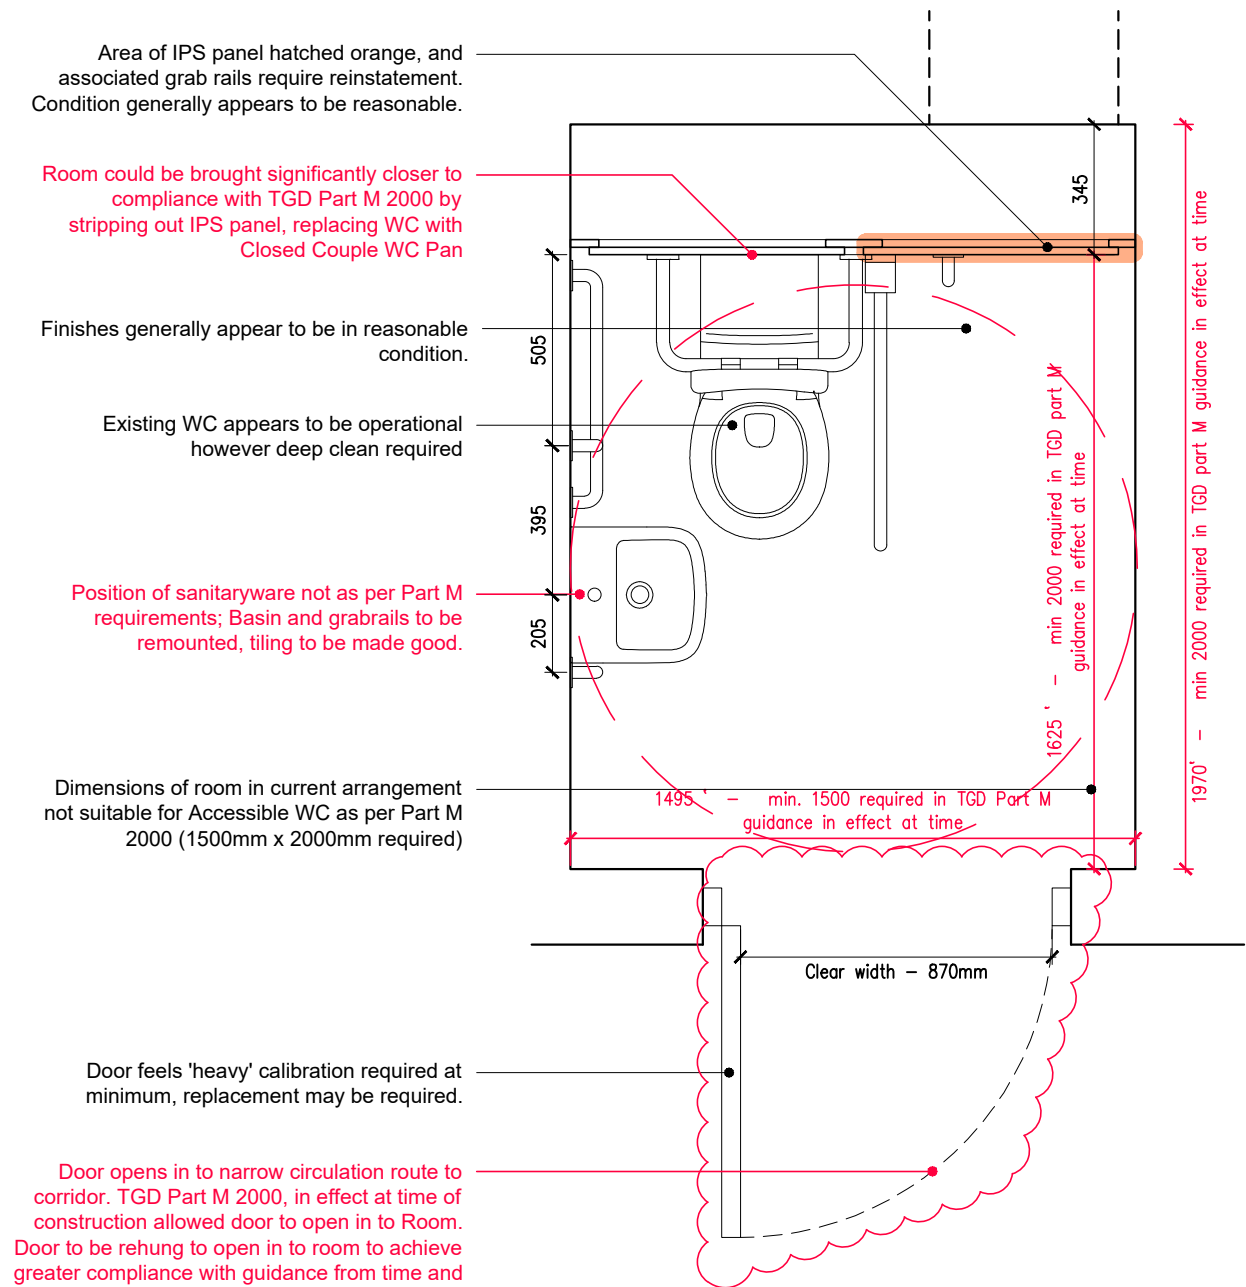 Area of IPS panel hatched orange, and
associated grab rails require reinstatement.
Condition generally appears to be reasonable.
Room could be brought significantly closer to
compliance with TGD Part M 2000 by
stripping out IPS panel, replacing WC with
Closed Couple WC Pan
Finishes generally appear to be in reasonable
condition.
Existing WC appears to be operational
however deep clean required
Position of sanitaryware not as per Part M
requirements; Basin and grabrails to be
remounted, tiling to be made good.
Dimensions of room in current arrangement
not suitable for Accessible WC as per Part M
2000 (1500mm x 2000mm required)
Door feels 'heavy' calibration required at
minimum, replacement may be required.
Door opens in to narrow circulation route to
corridor. TGD Part M 2000, in effect at time of
construction allowed door to open in to Room.
Door to be rehung to open in to room to achieve
greater compliance with guidance from time and
505
395
205
345
1625 ' - min 2000 required in TGD part M
guidance in effect at time
1970' - min 2000 required in TGD part M guidance in effect at time
1495 ' - min. 1500 required in TGD Part M
guidance in effect at time
Clear width - 870mm